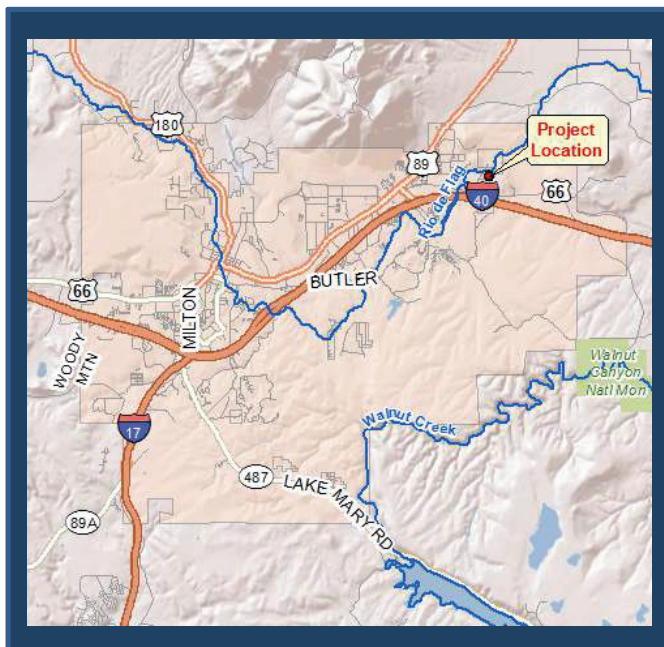 180
Project
Location
89
66
Rio de Flag
40
BUTLER
66
MILTON
WOODY
MTN
Walnut
Canyon
Natl Mon
Walnut Creek
17
487
LAKE MARY RD
89A